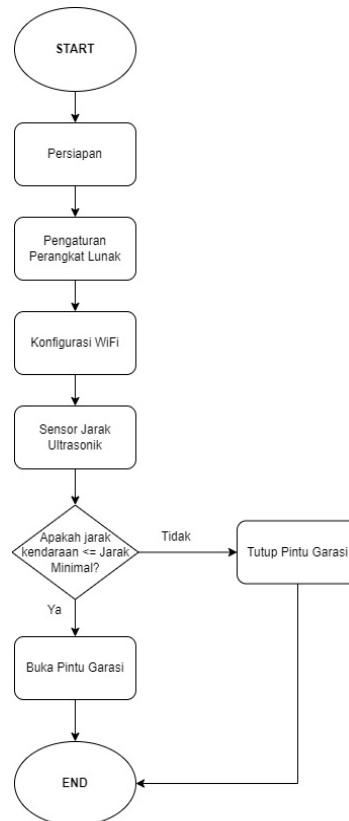 START
Persiapan
Pengaturan
Perangkat Lunak
Konfigurasi WiFi
Sensor Jarak
Ultrasonik
Apakah jarak
kendaraan <= Jarak
Minimal?
Tidak
Tutup Pintu Garasi
Ya
Buka Pintu Garasi
END